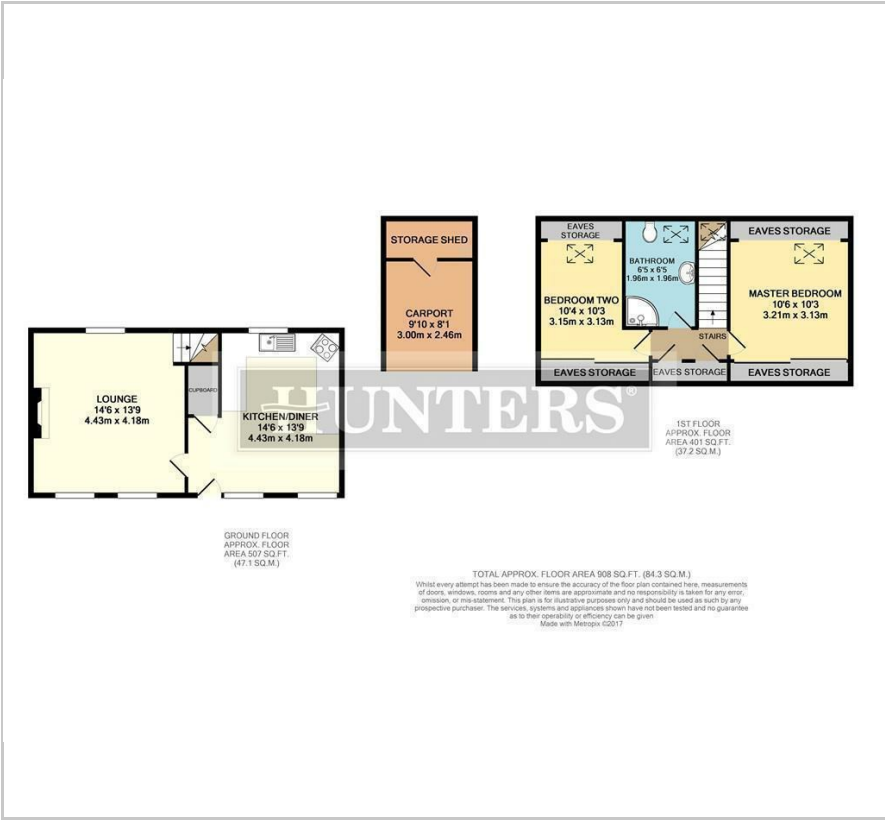 STORAGE SHED
CARPORT
9'10 x 8'1
3.00m x 2.46m
EAVES
STORAGE
BATHROOM
6'5 x 6'5
1.96m x 1.96m
EAVES STORAGE
BEDROOM TWO
10'4 x 10'3
3.15m x 3.13m
MASTER BEDROOM
10'6 x 10'3
3.21m x 3.13m
STAIRS
EAVES STORAGE
EAVES STORAGE
EAVES STORAGE
LOUNGE
14'6 x 13'9
4.43m x 4.18m
CUPBOARD
KITCHEN/DINER
14'6 x 13'9
4.43m x 4.18m
HUNTERS®
1ST FLOOR
APPROX. FLOOR
AREA 401 SQ.FT.
(37.2 SQ.M.)
GROUND FLOOR
APPROX. FLOOR
AREA 507 SQ.FT.
(47.1 SQ.M.)
TOTAL APPROX. FLOOR AREA 908 SQ.FT. (84.3 SQ.M.)
Whilst every attempt has been made to ensure the accuracy of the floor plan contained here, measurements
of doors, windows, rooms and any other items are approximate and no responsibility is taken for any error,
omission, or mis-statement. This plan is for illustrative purposes only and should be used as such by any
prospective purchaser. The services, systems and appliances shown have not been tested and no guarantee
as to their operability or efficiency can be given
Made with Metropix ©2017